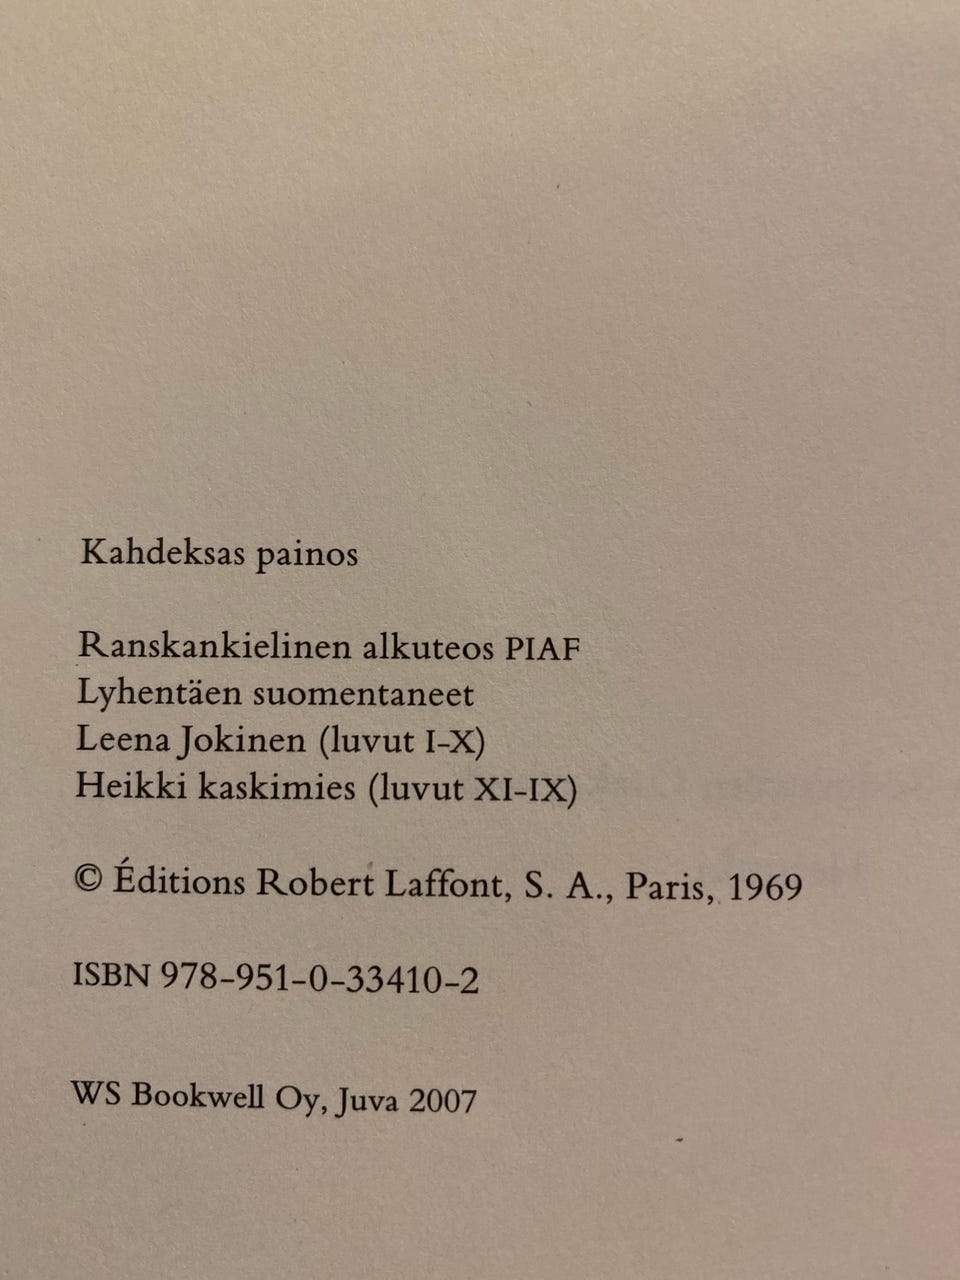 Kahdeksas painos
Ranskankielinen alkuteos PIAF
Lyhentäen suomentaneet
Leena Jokinen (luvut I-X)
Heikki kaskimies (luvut XI-IX)
© Éditions Robert Laffont, S. A., Paris, 1969
ISBN 978-951-0-33410-2
WS Bookwell Oy, Juva 2007